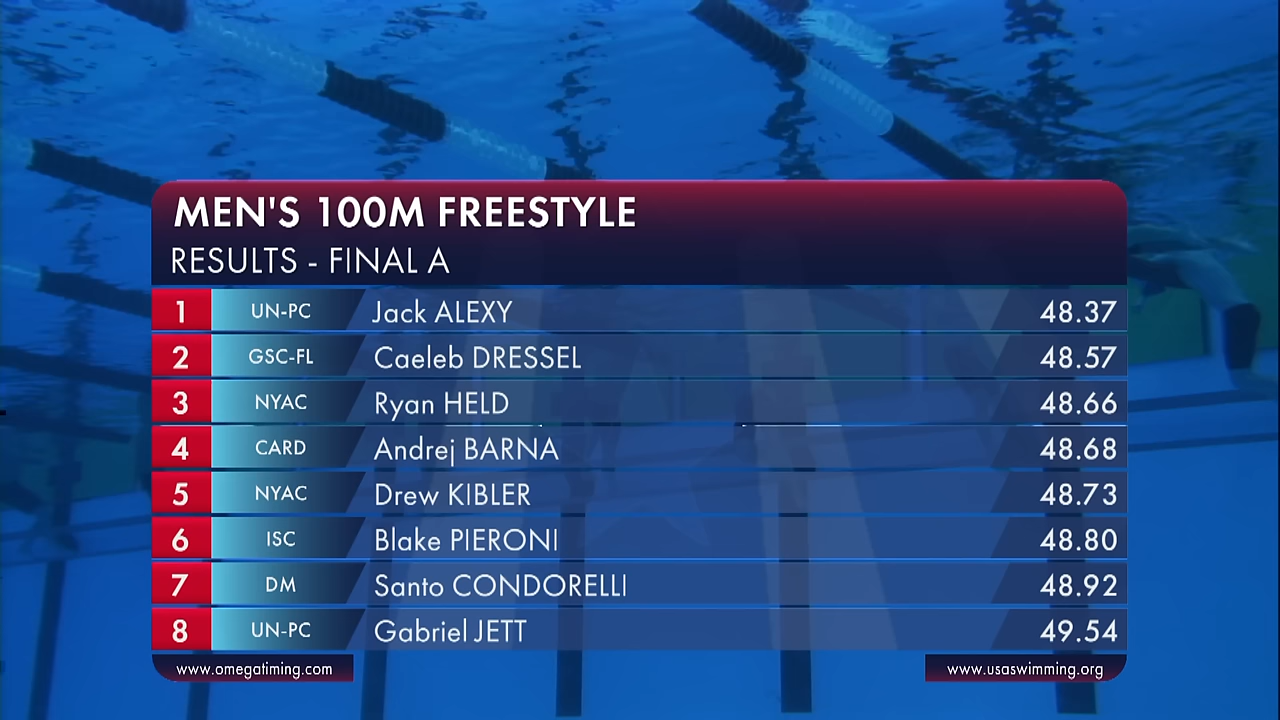 MEN'S 100M FREESTYLE
RESULTS - FINAL A
1 UN-PC Jack ALEXY 48.37
2 GSC-FL Caeleb DRESSEL 48.57
3 NYAC Ryan HELD 48.66
4 CARD Andrej BARNA 48.68
5 NYAC Drew KIBLER 48.73
6 ISC Blake PIERONI 48.80
7 DM Santo CONDORELLI 48.92
8 UN-PC Gabriel JETT 49.54
www.omegatiming.com www.usaswimming.org